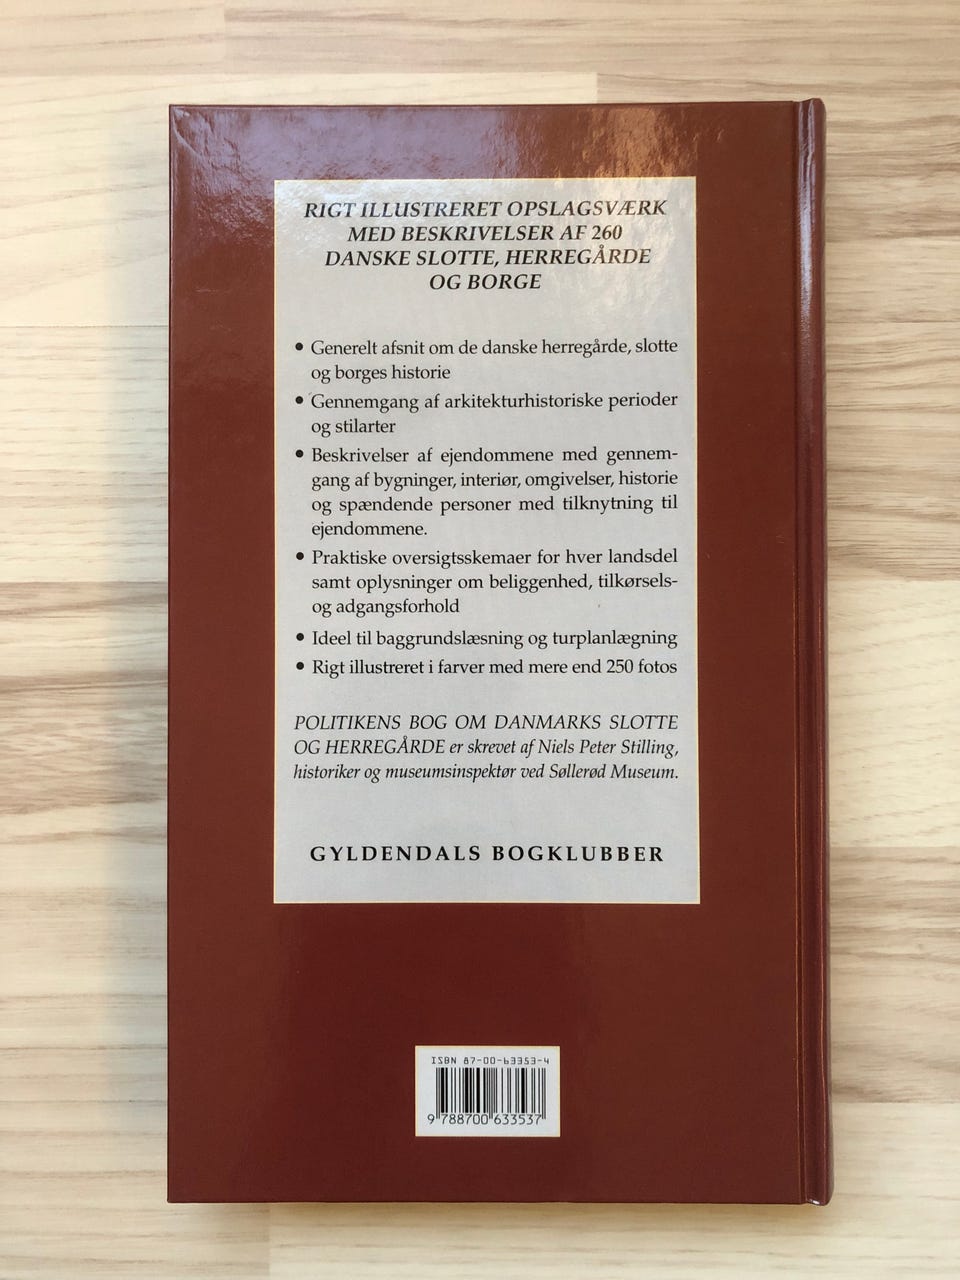 RIGT ILLUSTRERET OPSLAGSVÆRK
MED BESKRIVELSER AF 260
DANSKE SLOTTE, HERREGÅRDE
OG BORGE
• Generelt afsnit om de danske herregårde, slotte
og borges historie
• Gennemgang af arkitekturhistoriske perioder
og stilarter
• Beskrivelser af ejendommene med gennem-
gang af bygninger, interiør, omgivelser, historie
og spændende personer med tilknytning til
ejendommene.
• Praktiske oversigtsskemaer for hver landsdel
samt oplysninger om beliggenhed, tilkørsels-
og adgangsforhold
• Ideel til baggrundslæsning og turplanlægning
• Rigt illustreret i farver med mere end 250 fotos
POLITIKENS BOG OM DANMARKS SLOTTE
OG HERREGÅRDE er skrevet af Niels Peter Stilling,
historiker og museumsinspektør ved Søllerød Museum.
GYLDENDALS BOGKLUBBER
ISBN 87-00-63353-4
9 788700 633537